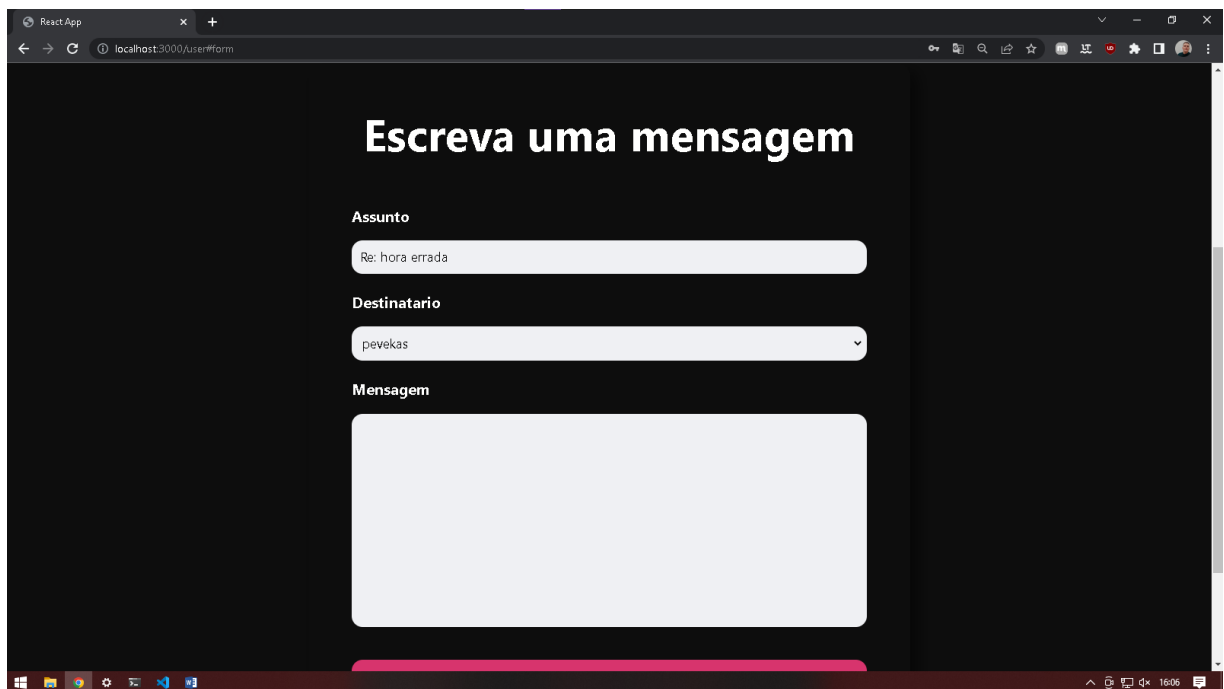 React App
localhost:3000/user#form
Escreva uma mensagem
Assunto
Re: hora errada
Destinatario
pevekas
Mensagem
16:06